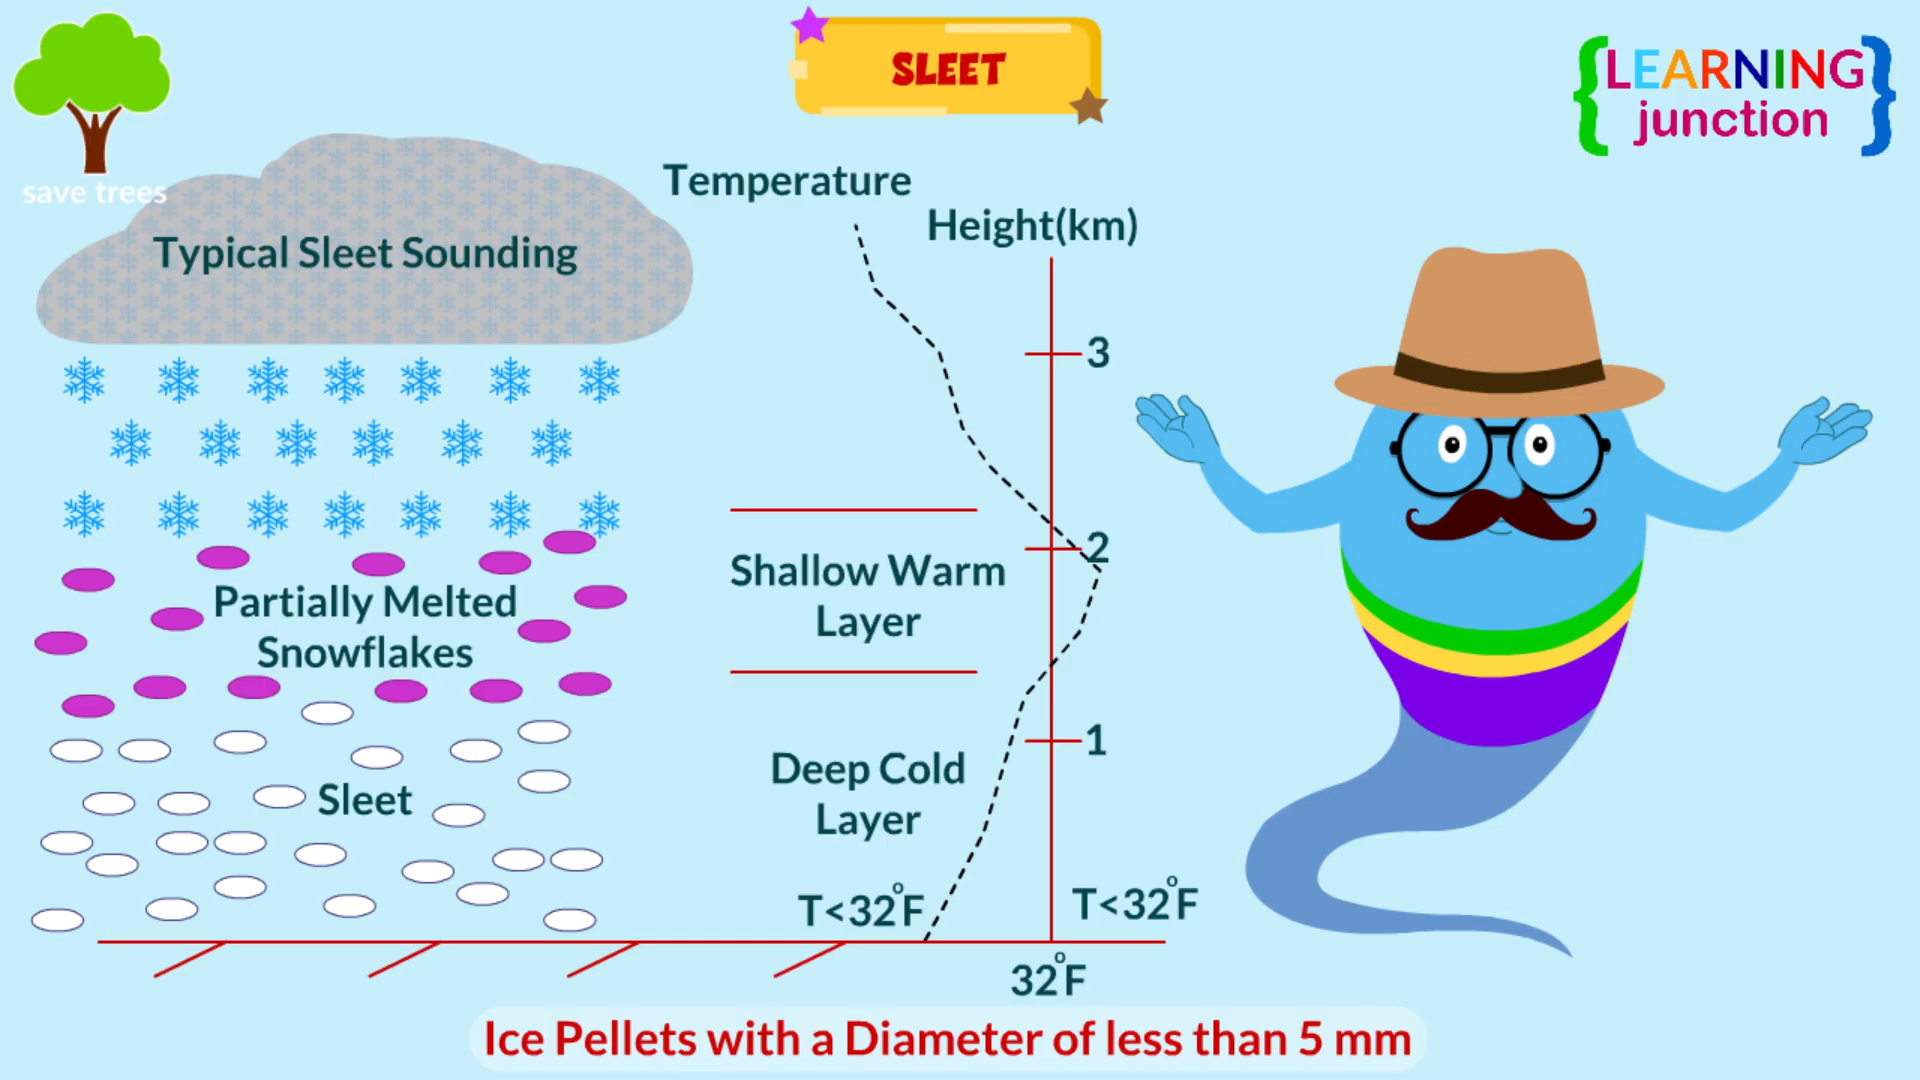 SLEET
LEARNING
junction
save trees
Temperature
Height(km)
Typical Sleet Sounding
3
2
Shallow Warm
Layer
Partially Melted
Snowflakes
1
Deep Cold
Layer
Sleet
T<32°F
T<32°F
32°F
Ice Pellets with a Diameter of less than 5 mm